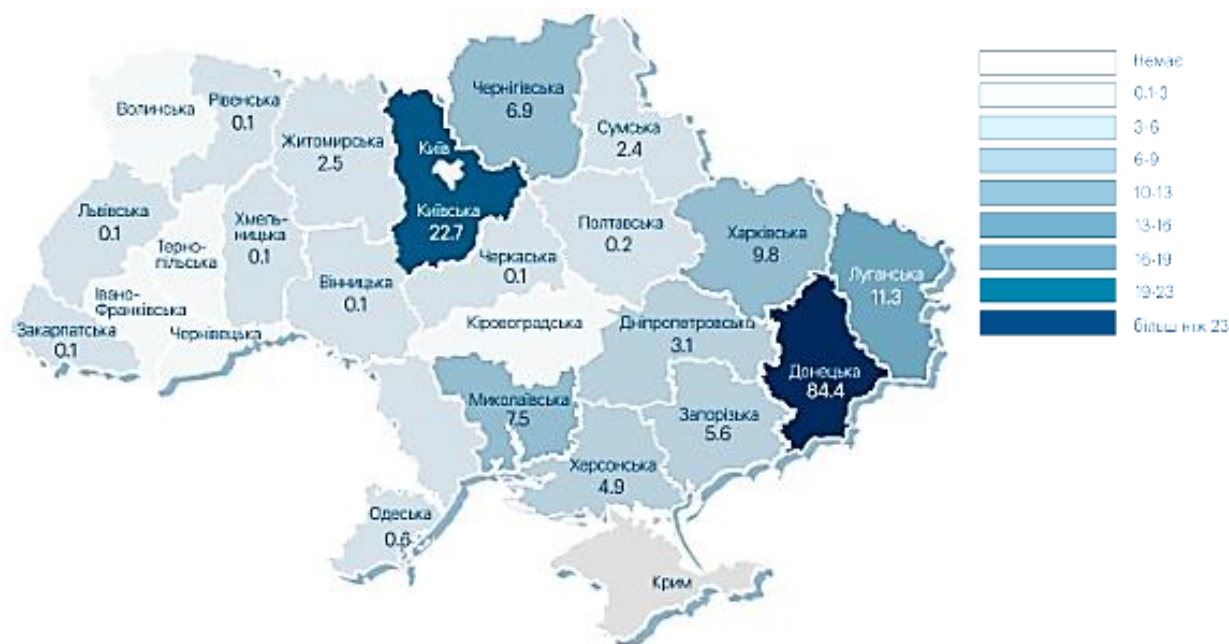 Волинська
Рівенська
0.1
Житомирська
2.5
Київ
Київська
22.7
Чернігівська
6.9
Сумська
2.4
Львівська
0.1
Терно-
пільська
Хмель-
ницька
0.1
Вінницька
0.1
Черкаська
0.1
Полтавська
0.2
Харківська
9.8
Луганська
11.3
Івано-
Франківська
Закарпатська
0.1
Чернівецька
Кіровоградська
Дніпропетровсько
3.1
Донецька
84.4
Миколаївська
7.5
Запорізька
5.6
Херсонська
4.9
Одеська
0.6
Крим
Немає
0.1-3
3-6
6-9
10-13
13-16
16-19
19-23
більш ніж 23